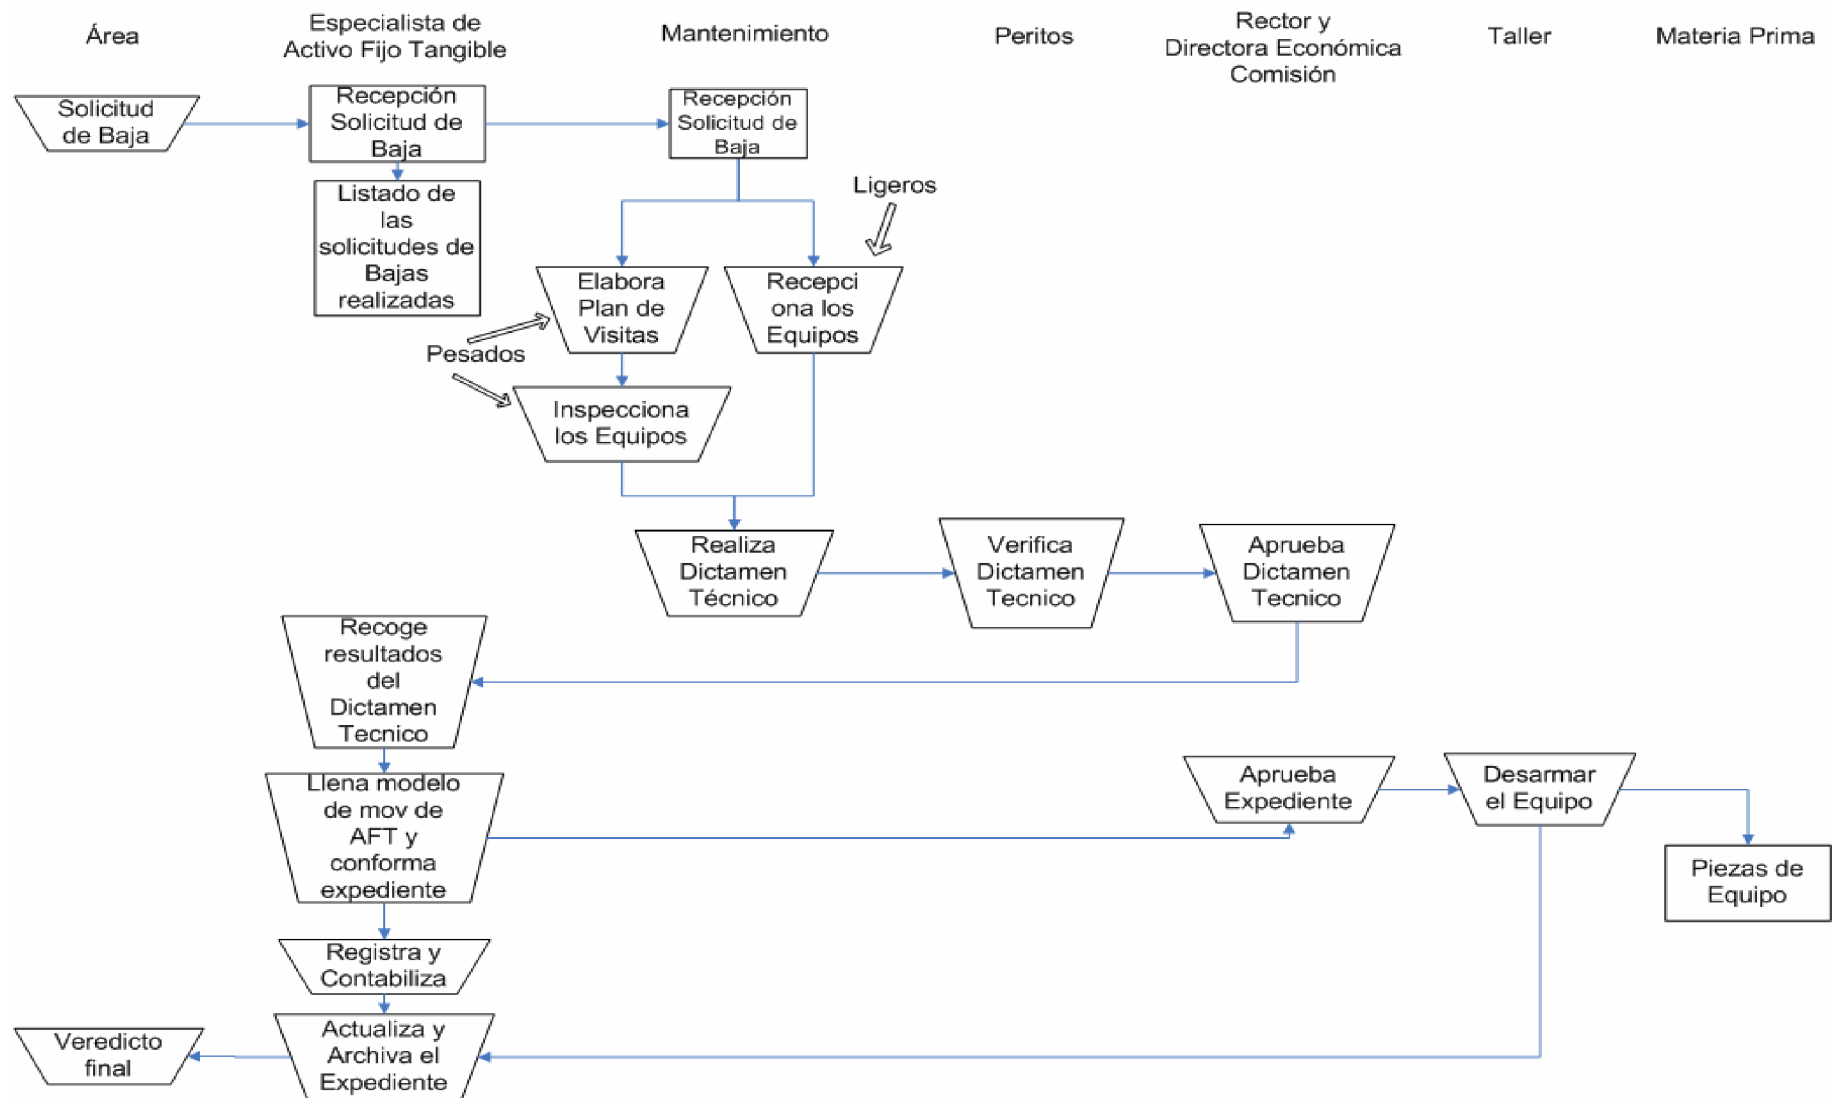 Área
Especialista de
Activo Fijo Tangible
Mantenimiento
Peritos
Rector y
Directora Económica
Comisión
Taller
Materia Prima
Solicitud
de Baja
Recepción
Solicitud de
Baja
Recepción
Solicitud de
Baja
Listado de
las
solicitudes de
Bajas
realizadas
Ligeros
Elabora
Plan de
Visitas
Recepci
ona los
Equipos
Pesados
Inspecciona
los Equipos
Realiza
Dictamen
Técnico
Verifica
Dictamen
Tecnico
Aprueba
Dictamen
Tecnico
Recoge
resultados
del
Dictamen
Tecnico
Llena modelo
de mov de
AFT y
conforma
expediente
Aprueba
Expediente
Desarmar
el Equipo
Piezas de
Equipo
Registra y
Contabiliza
Actualiza y
Archiva el
Expediente
Veredicto
final